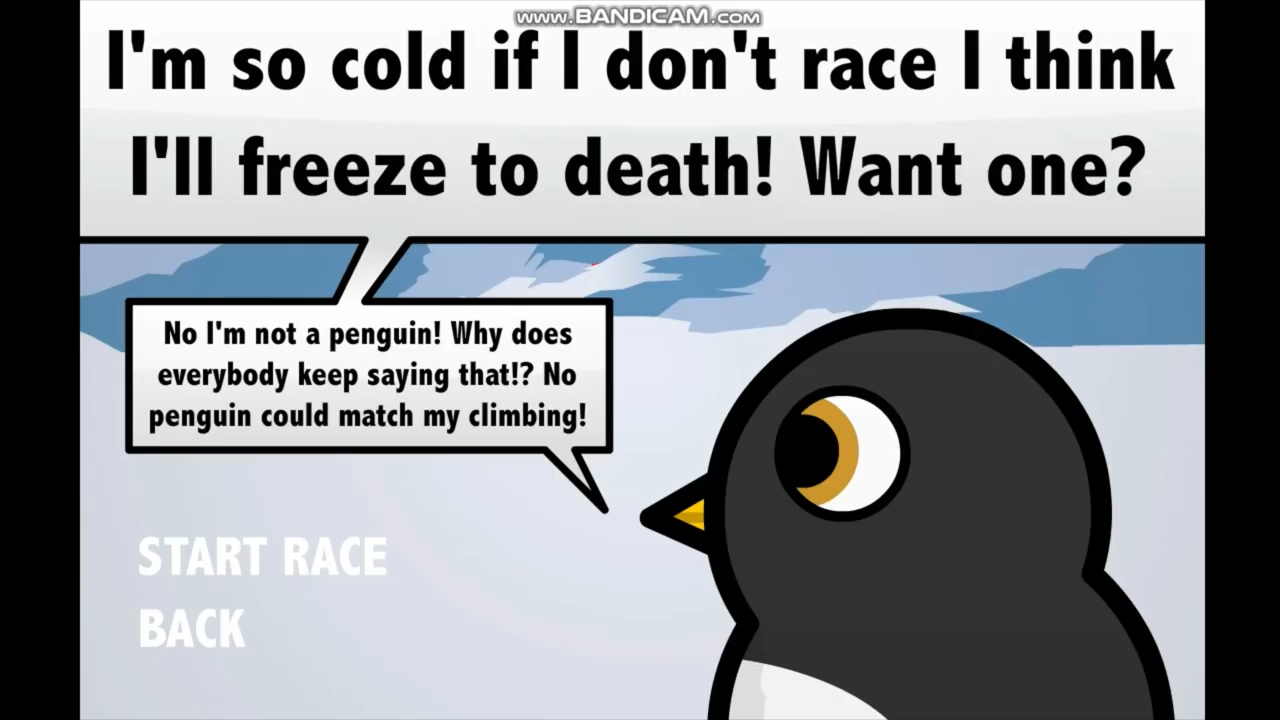 www.BANDICAM.com
I'm so cold if I don't race I think
I'll freeze to death! Want one?
No I'm not a penguin! Why does
everybody keep saying that!? No
penguin could match my climbing!
START RACE
BACK